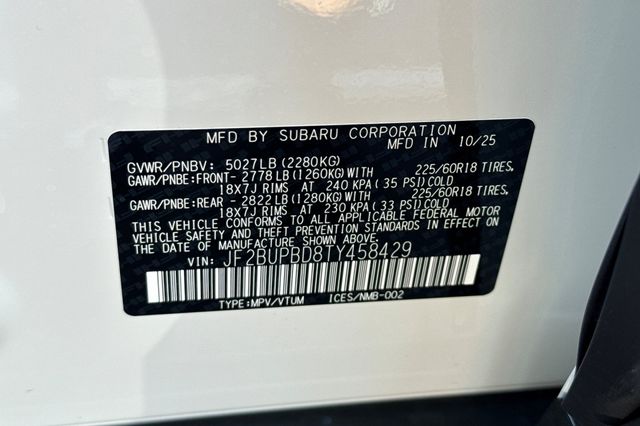 MFD BY SUBARU CORPORATION
MFD IN 10/25
GVWR/PNBV: 5027LB (2280KG)
GAWR/PNBE:FRONT- 2778 LB (1260KG) WITH 225/60R18 TIRES,
18X7J RIMS AT 240 KPA ( 35 PSI) COLD
GAWR/PNBE:REAR - 2822 LB (1280KG) WITH 225/60R18 TIRES,
18X7J RIMS AT 230 KPA ( 33 PSI) COLD
THIS VEHICLE CONFORMS TO ALL APPLICABLE FEDERAL MOTOR
VEHICLE SAFETY AND THEFT PREVENTION STANDARDS IN EFFECT ON
THE DATE OF MANUFACTURE SHOWN ABOVE.
VIN: JF2BUPBD8TY458429
TYPE:MPV/VTUM ICES/NMB-002